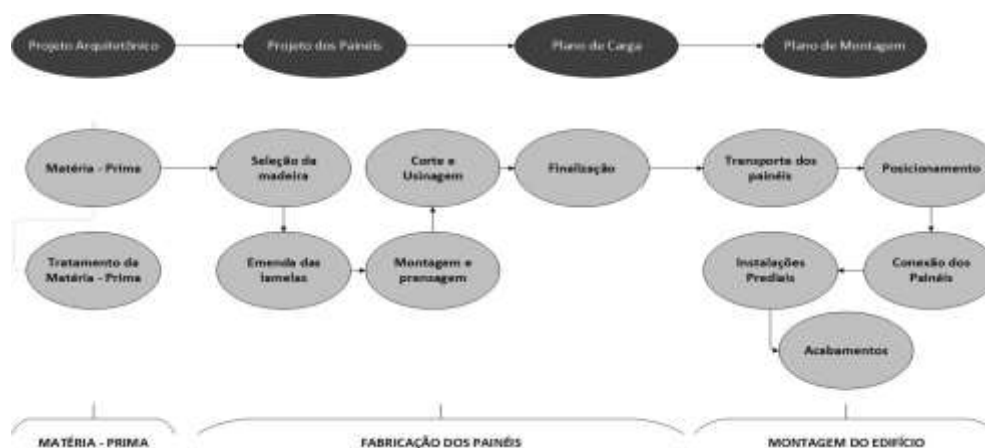 Projeto Arquitetônico
Projeto dos Painéis
Plano de Carga
Plano de Montagem
Matéria - Prima
Seleção da
madeira
Corte e
Usinagem
Finalização
Transporte dos
painéis
Posicionamento
Tratamento da
Matéria - Prima
Emenda das
lamelas
Montagem e
prensagem
Instalações
Prediais
Conexão dos
Painéis
Acabamentos
MATÉRIA - PRIMA
FABRICAÇÃO DOS PAINÉIS
MONTAGEM DO EDIFÍCIO